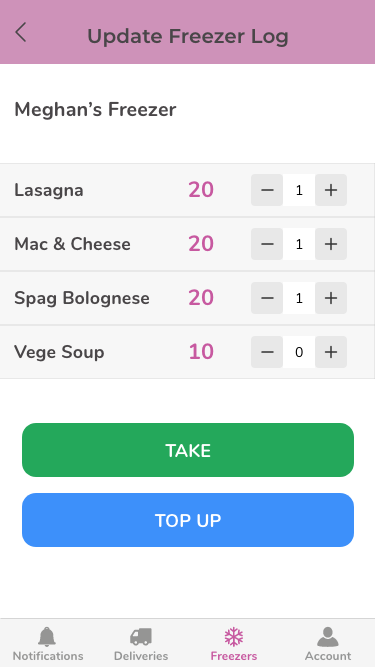 Update Freezer Log
Meghan’s Freezer
Lasagna 20 − 1 +
Mac & Cheese 20 − 1 +
Spag Bolognese 20 − 1 +
Vege Soup 10 − 0 +
TAKE
TOP UP
Notifications Deliveries Freezers Account